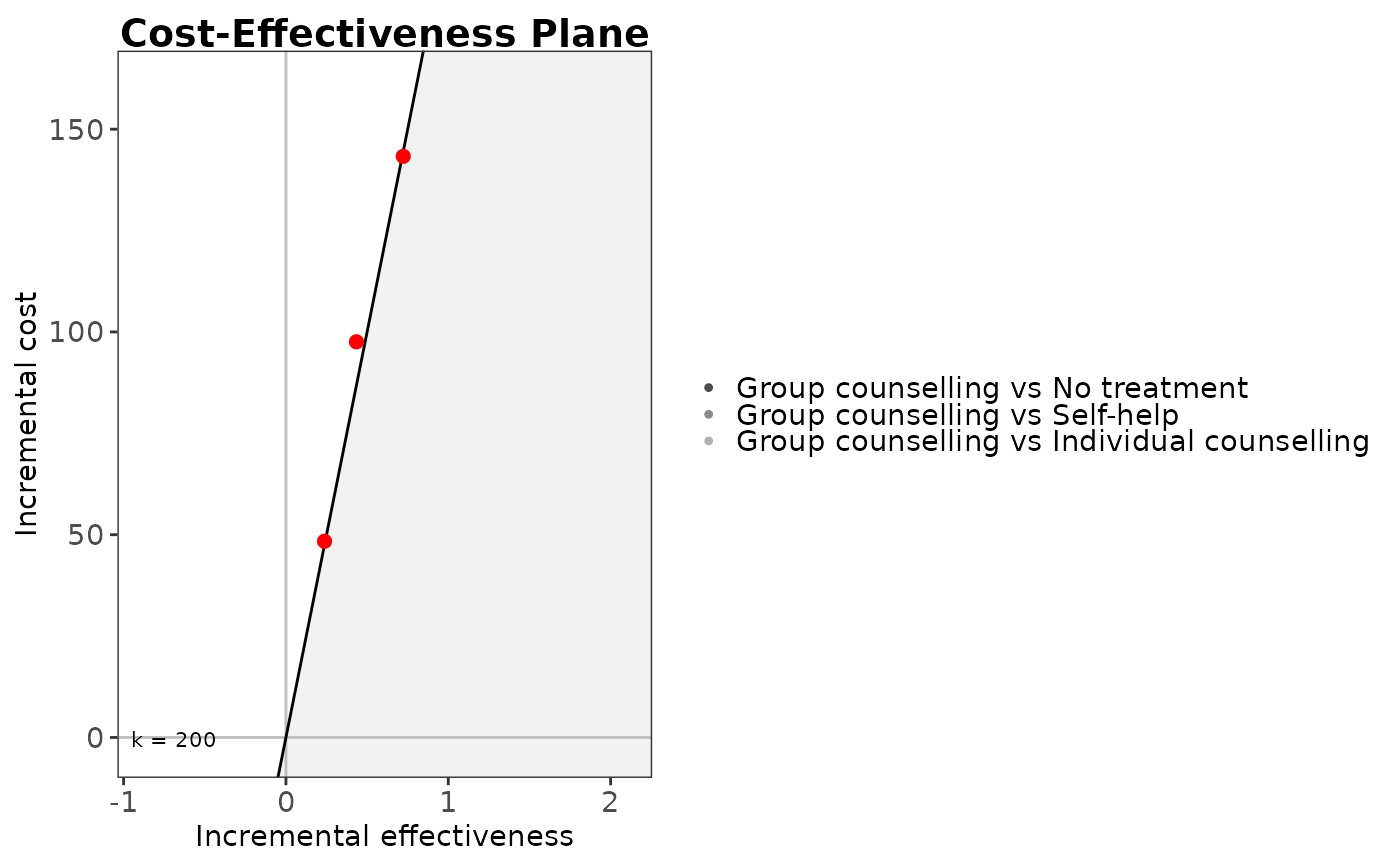 Cost-Effectiveness Plane
150
100
50
0
Incremental cost
k = 200
-1 0 1 2
Incremental effectiveness
Group counselling vs No treatment
Group counselling vs Self-help
Group counselling vs Individual counselling